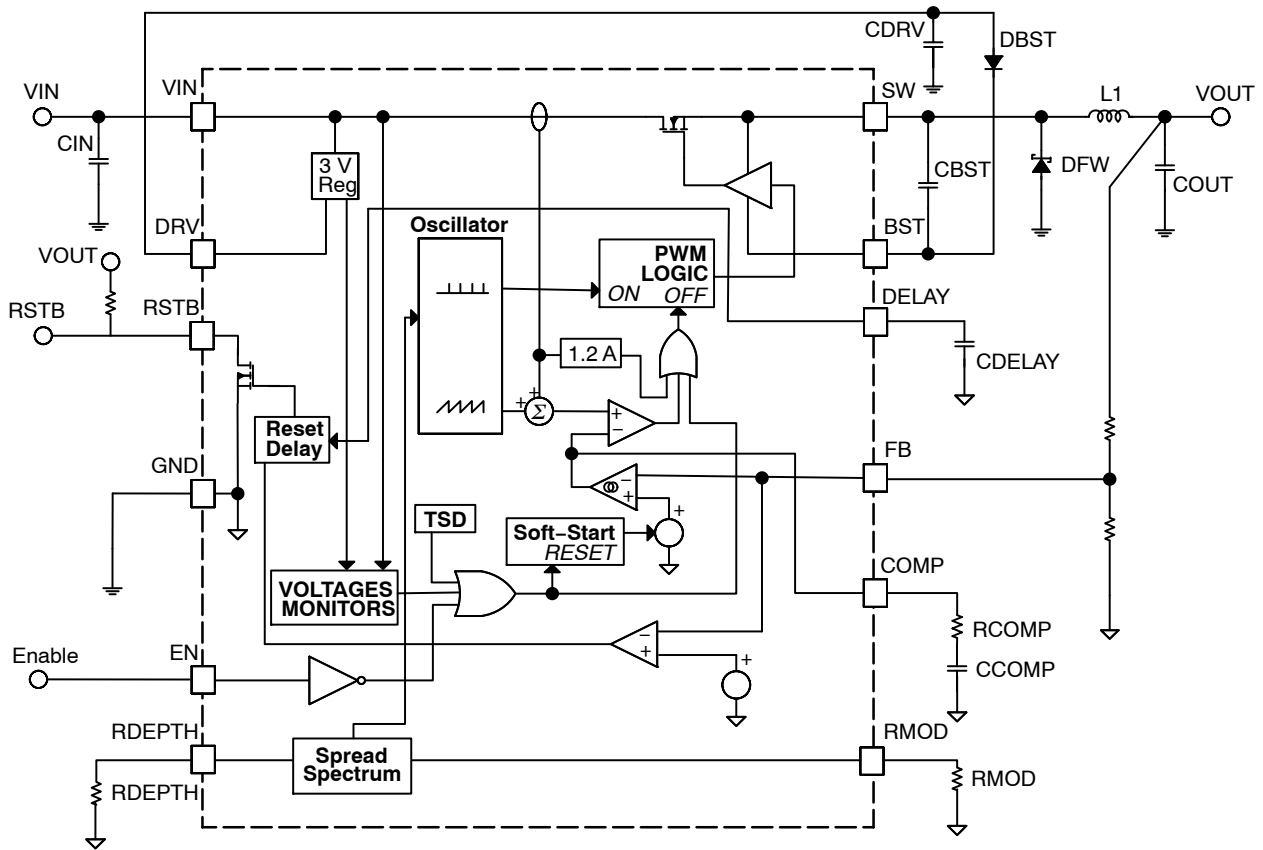 CDRV
DBST
VIN
VIN
SW
L1
VOUT
CIN
3 V
Reg
CBST
DFW
COUT
DRV
Oscillator
BST
VOUT
PWM
LOGIC
ON OFF
RSTB
RSTB
DELAY
1.2 A
CDELAY
+
+
Σ
+
−
Reset
Delay
FB
GND
−
+
+
TSD
Soft−Start
RESET
VOLTAGES
MONITORS
COMP
RCOMP
CCOMP
Enable
EN
−
+
+
RDEPTH
RMOD
Spread
Spectrum
RDEPTH
RMOD